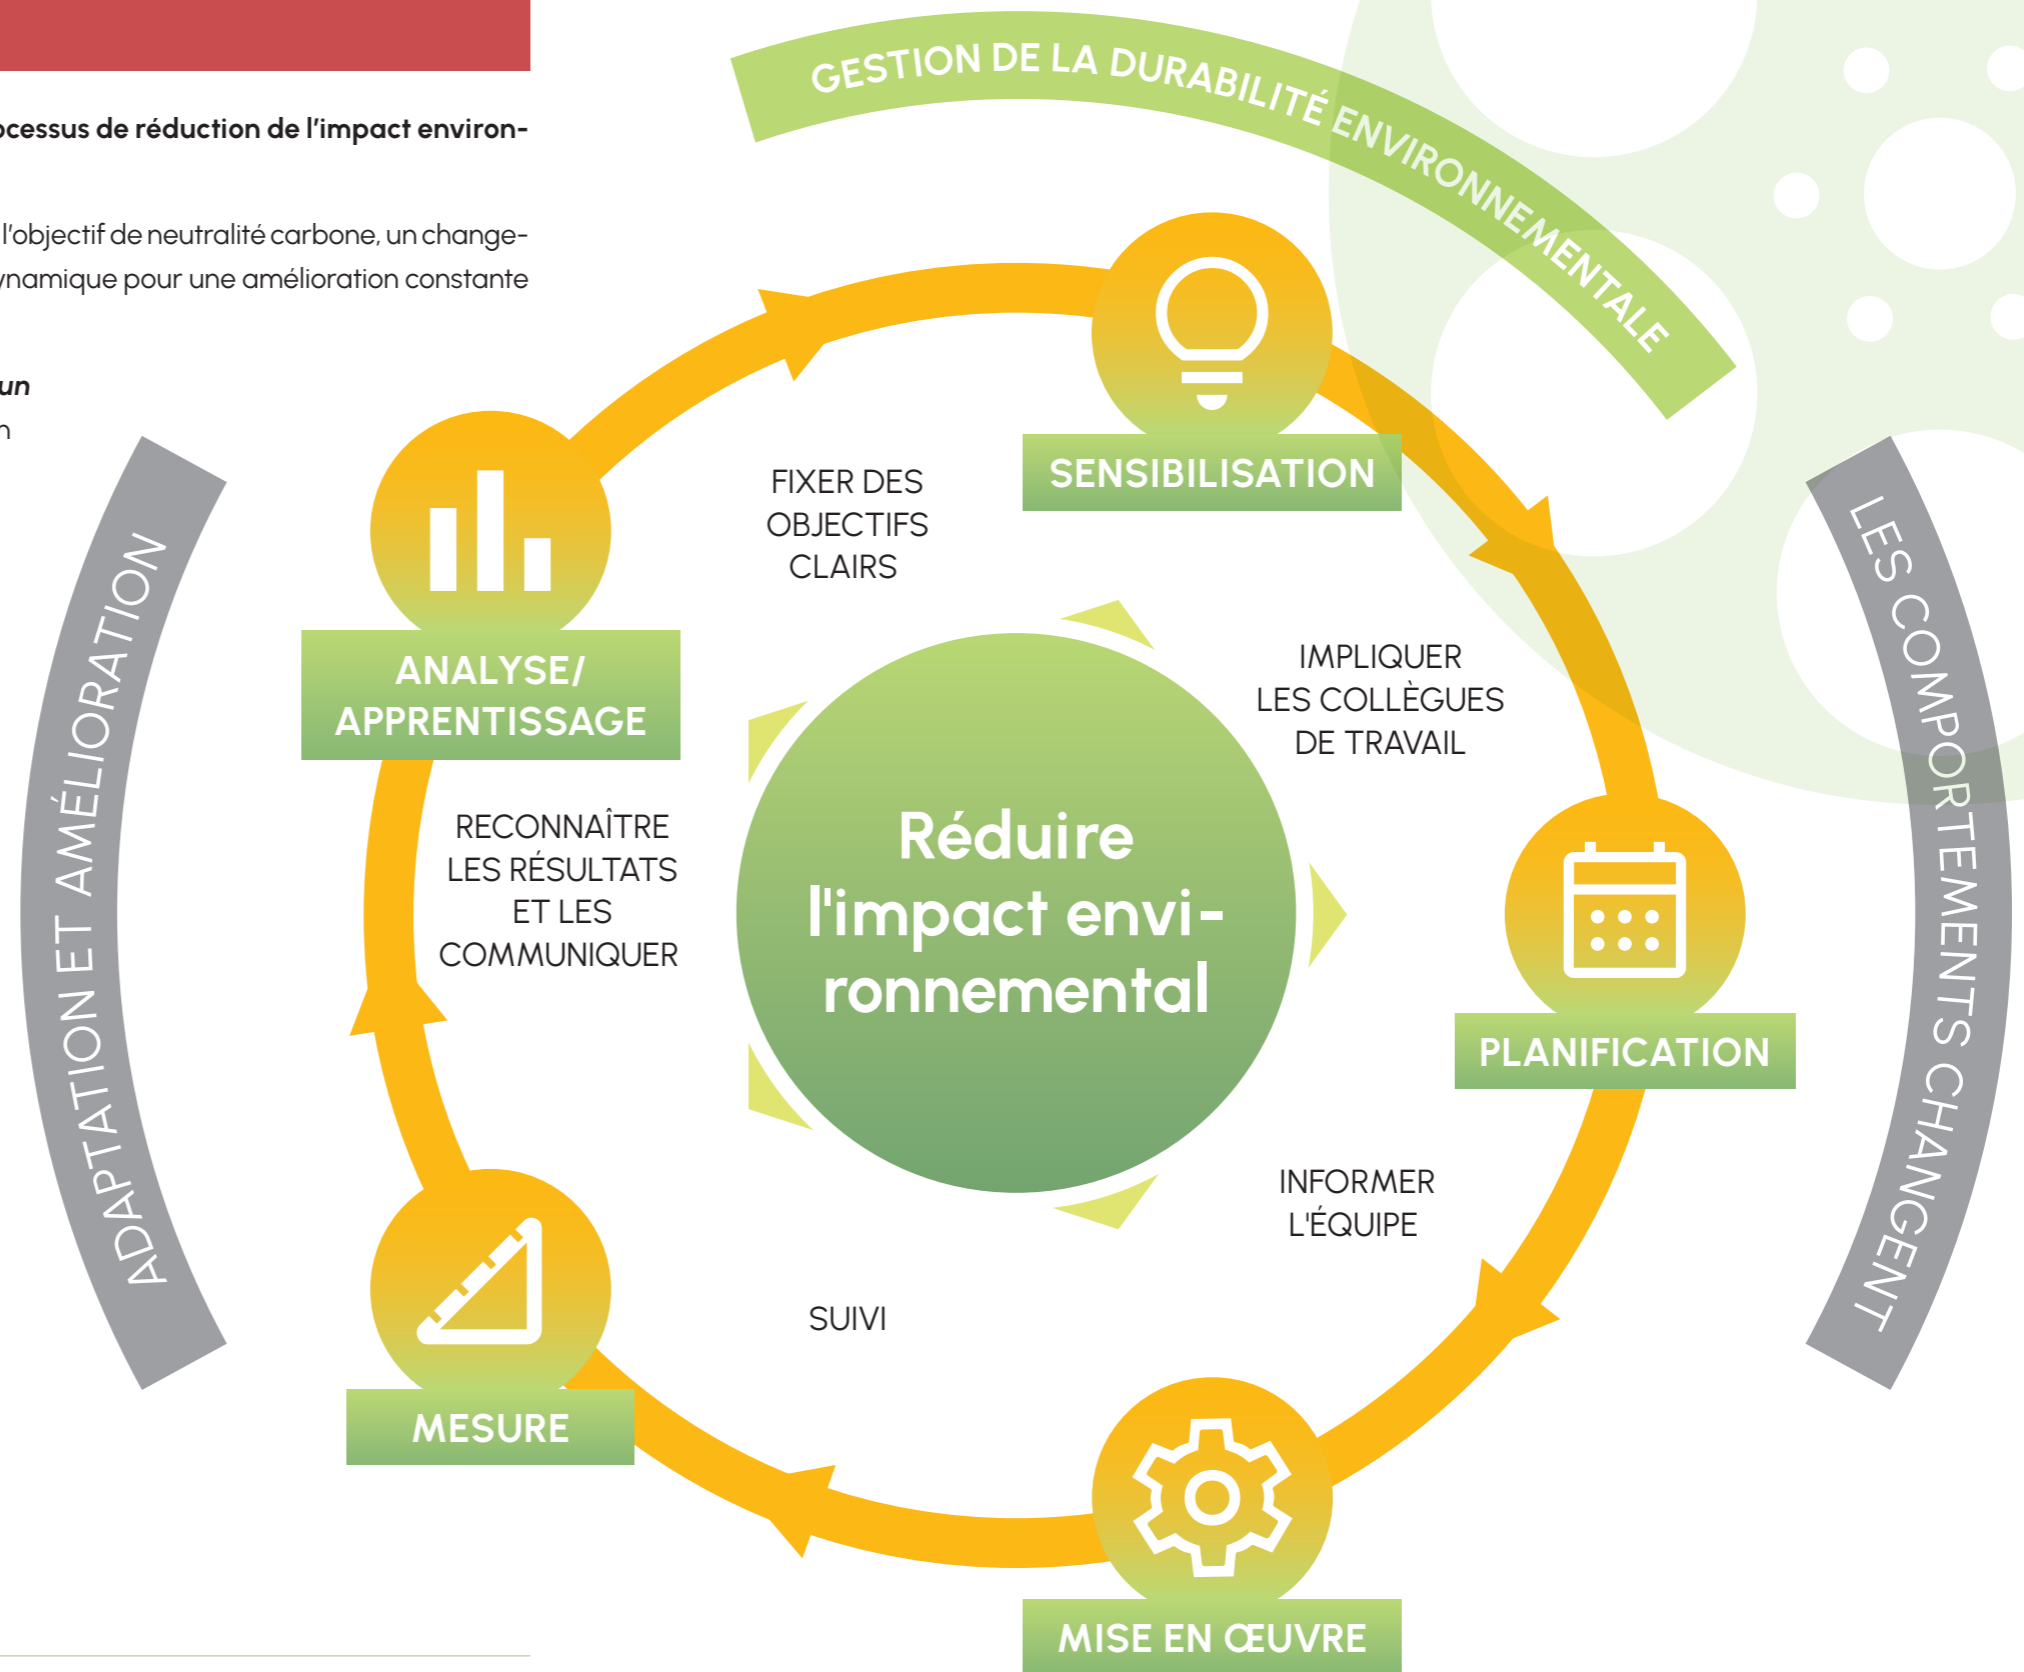 ocessus de réduction de l'impact environ-
l'objectif de neutralité carbone, un change-
ynamique pour une amélioration constante
un
n
GESTION DE LA DURABILITÉ ENVIRONNEMENTALE
SENSIBILISATION
FIXER DES
OBJECTIFS
CLAIRS
ANALYSE/
APPRENTISSAGE
IMPLIQUER
LES COLLÈGUES
DE TRAVAIL
LES COMPORTEMENTS CHANGENT
ADAPTATION ET AMÉLIORATION
RECONNAÎTRE
LES RÉSULTATS
ET LES
COMMUNIQUER
Réduire
l'impact envi-
ronnemental
PLANIFICATION
INFORMER
L'ÉQUIPE
SUIVI
MESURE
MISE EN ŒUVRE